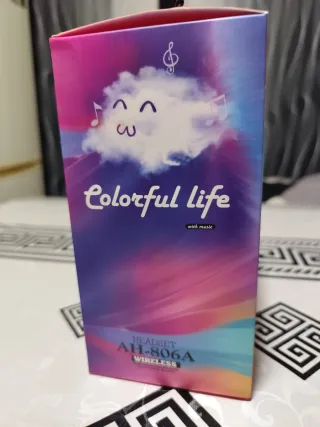 Colorful life
with music
HEADSET
AH-806A
WIRELESS